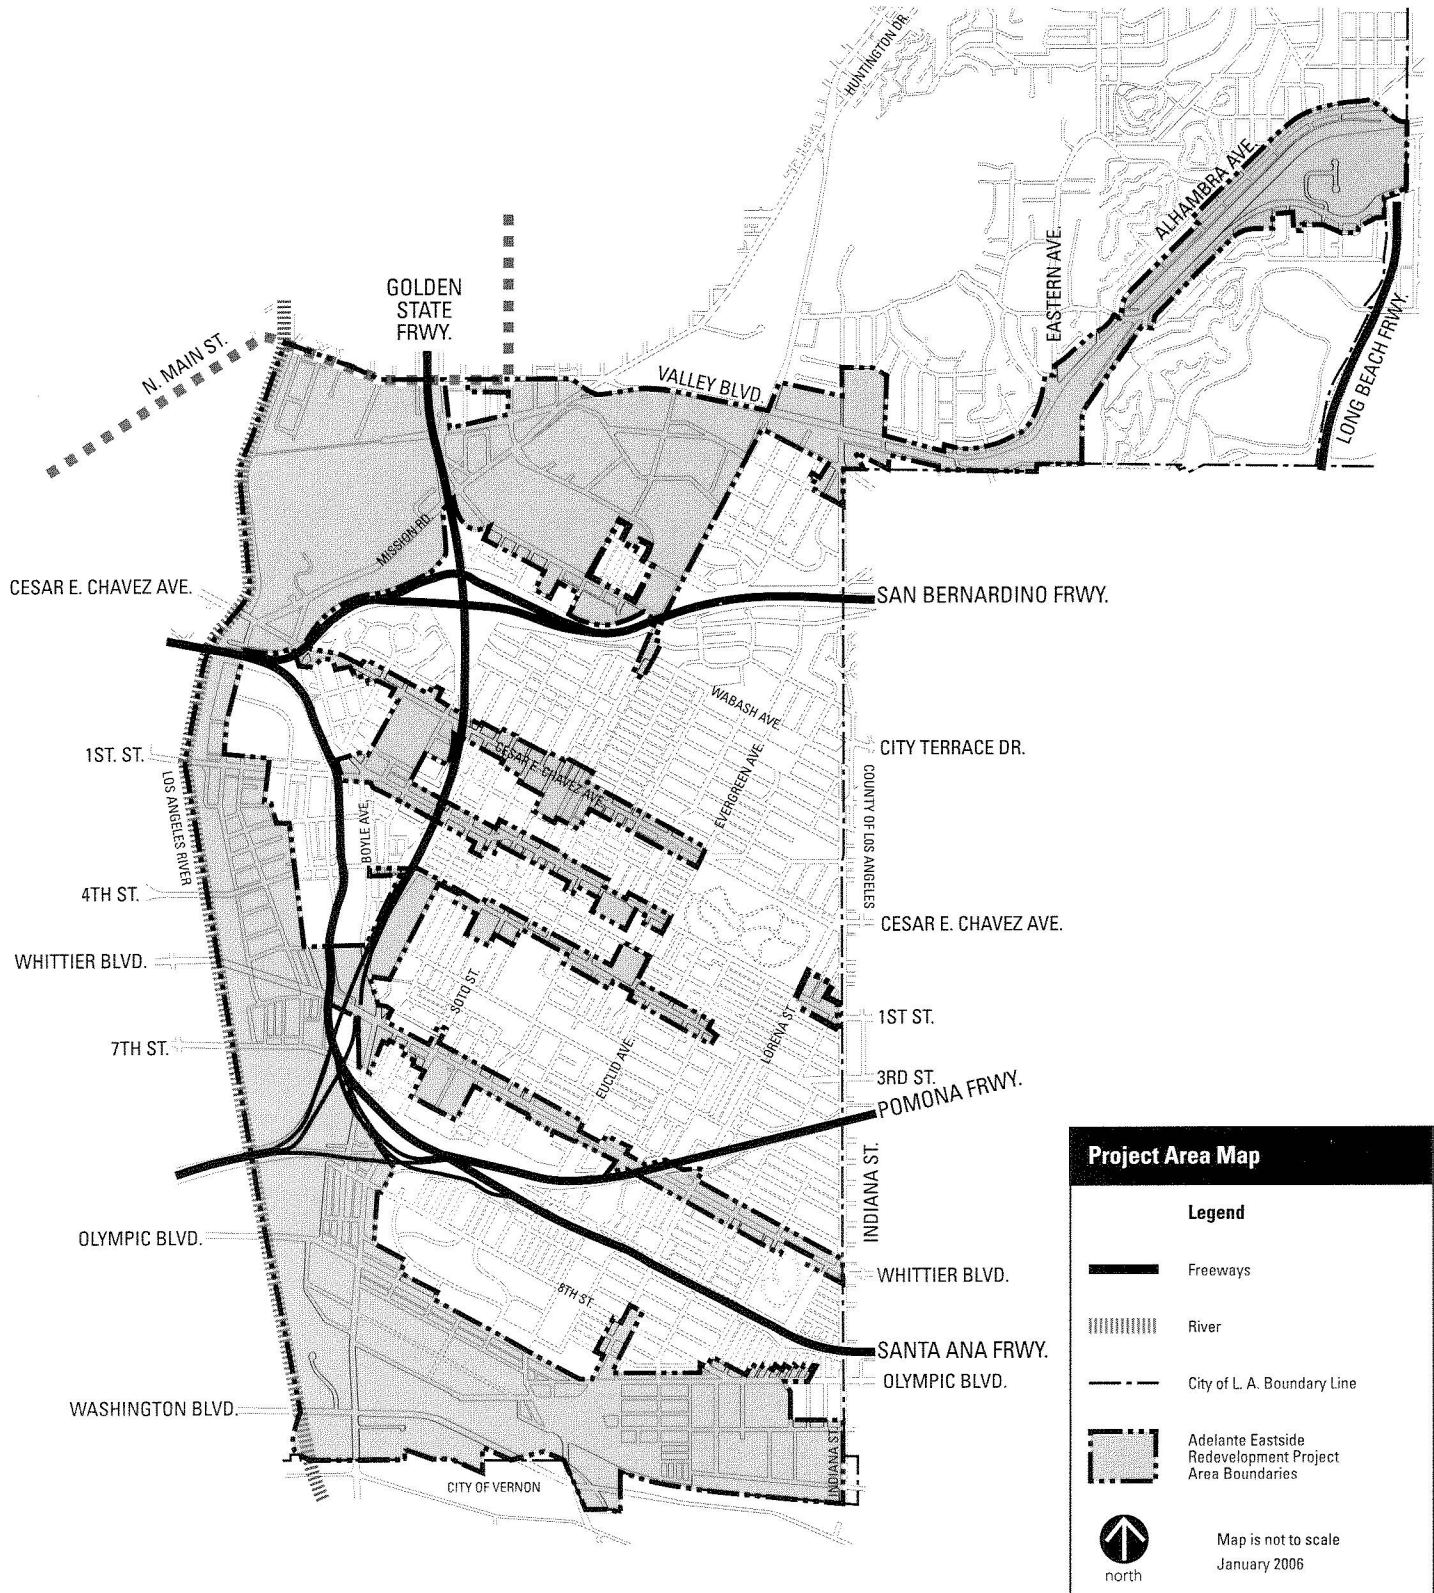 HUNTINGTON DR.
ALHAMBRA AVE.
EASTERN AVE.
LONG BEACH FRWY.
GOLDEN
STATE
FRWY.
N. MAIN ST.
VALLEY BLVD.
MISSION RD.
CESAR E. CHAVEZ AVE.
SAN BERNARDINO FRWY.
WABASH AVE
CITY TERRACE DR.
1ST. ST.
CESAR E. CHAVEZ AVE.
EVERGREEN AVE.
COUNTY OF LOS ANGELES
LOS ANGELES RIVER
BOYLE AVE.
4TH ST.
CESAR E. CHAVEZ AVE.
WHITTIER BLVD.
SOTO ST.
1ST ST.
LORENA ST.
7TH ST.
EUCLID AVE.
3RD ST.
POMONA FRWY.
INDIANA ST.
OLYMPIC BLVD.
WHITTIER BLVD.
8TH ST.
SANTA ANA FRWY.
OLYMPIC BLVD.
WASHINGTON BLVD.
INDIANA ST.
CITY OF VERNON
Project Area Map
Legend
Freeways
River
City of L. A. Boundary Line
Adelante Eastside
Redevelopment Project
Area Boundaries
Map is not to scale
January 2006
north